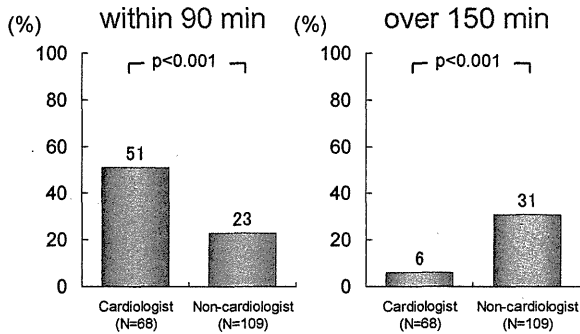 within 90 min
(%)
p<0.001
100
80
60
40
20
0
51
23
Cardiologist
(N=68)
Non-cardiologist
(N=109)
over 150 min
(%)
p<0.001
100
80
60
40
20
0
6
31
Cardiologist
(N=68)
Non-cardiologist
(N=109)